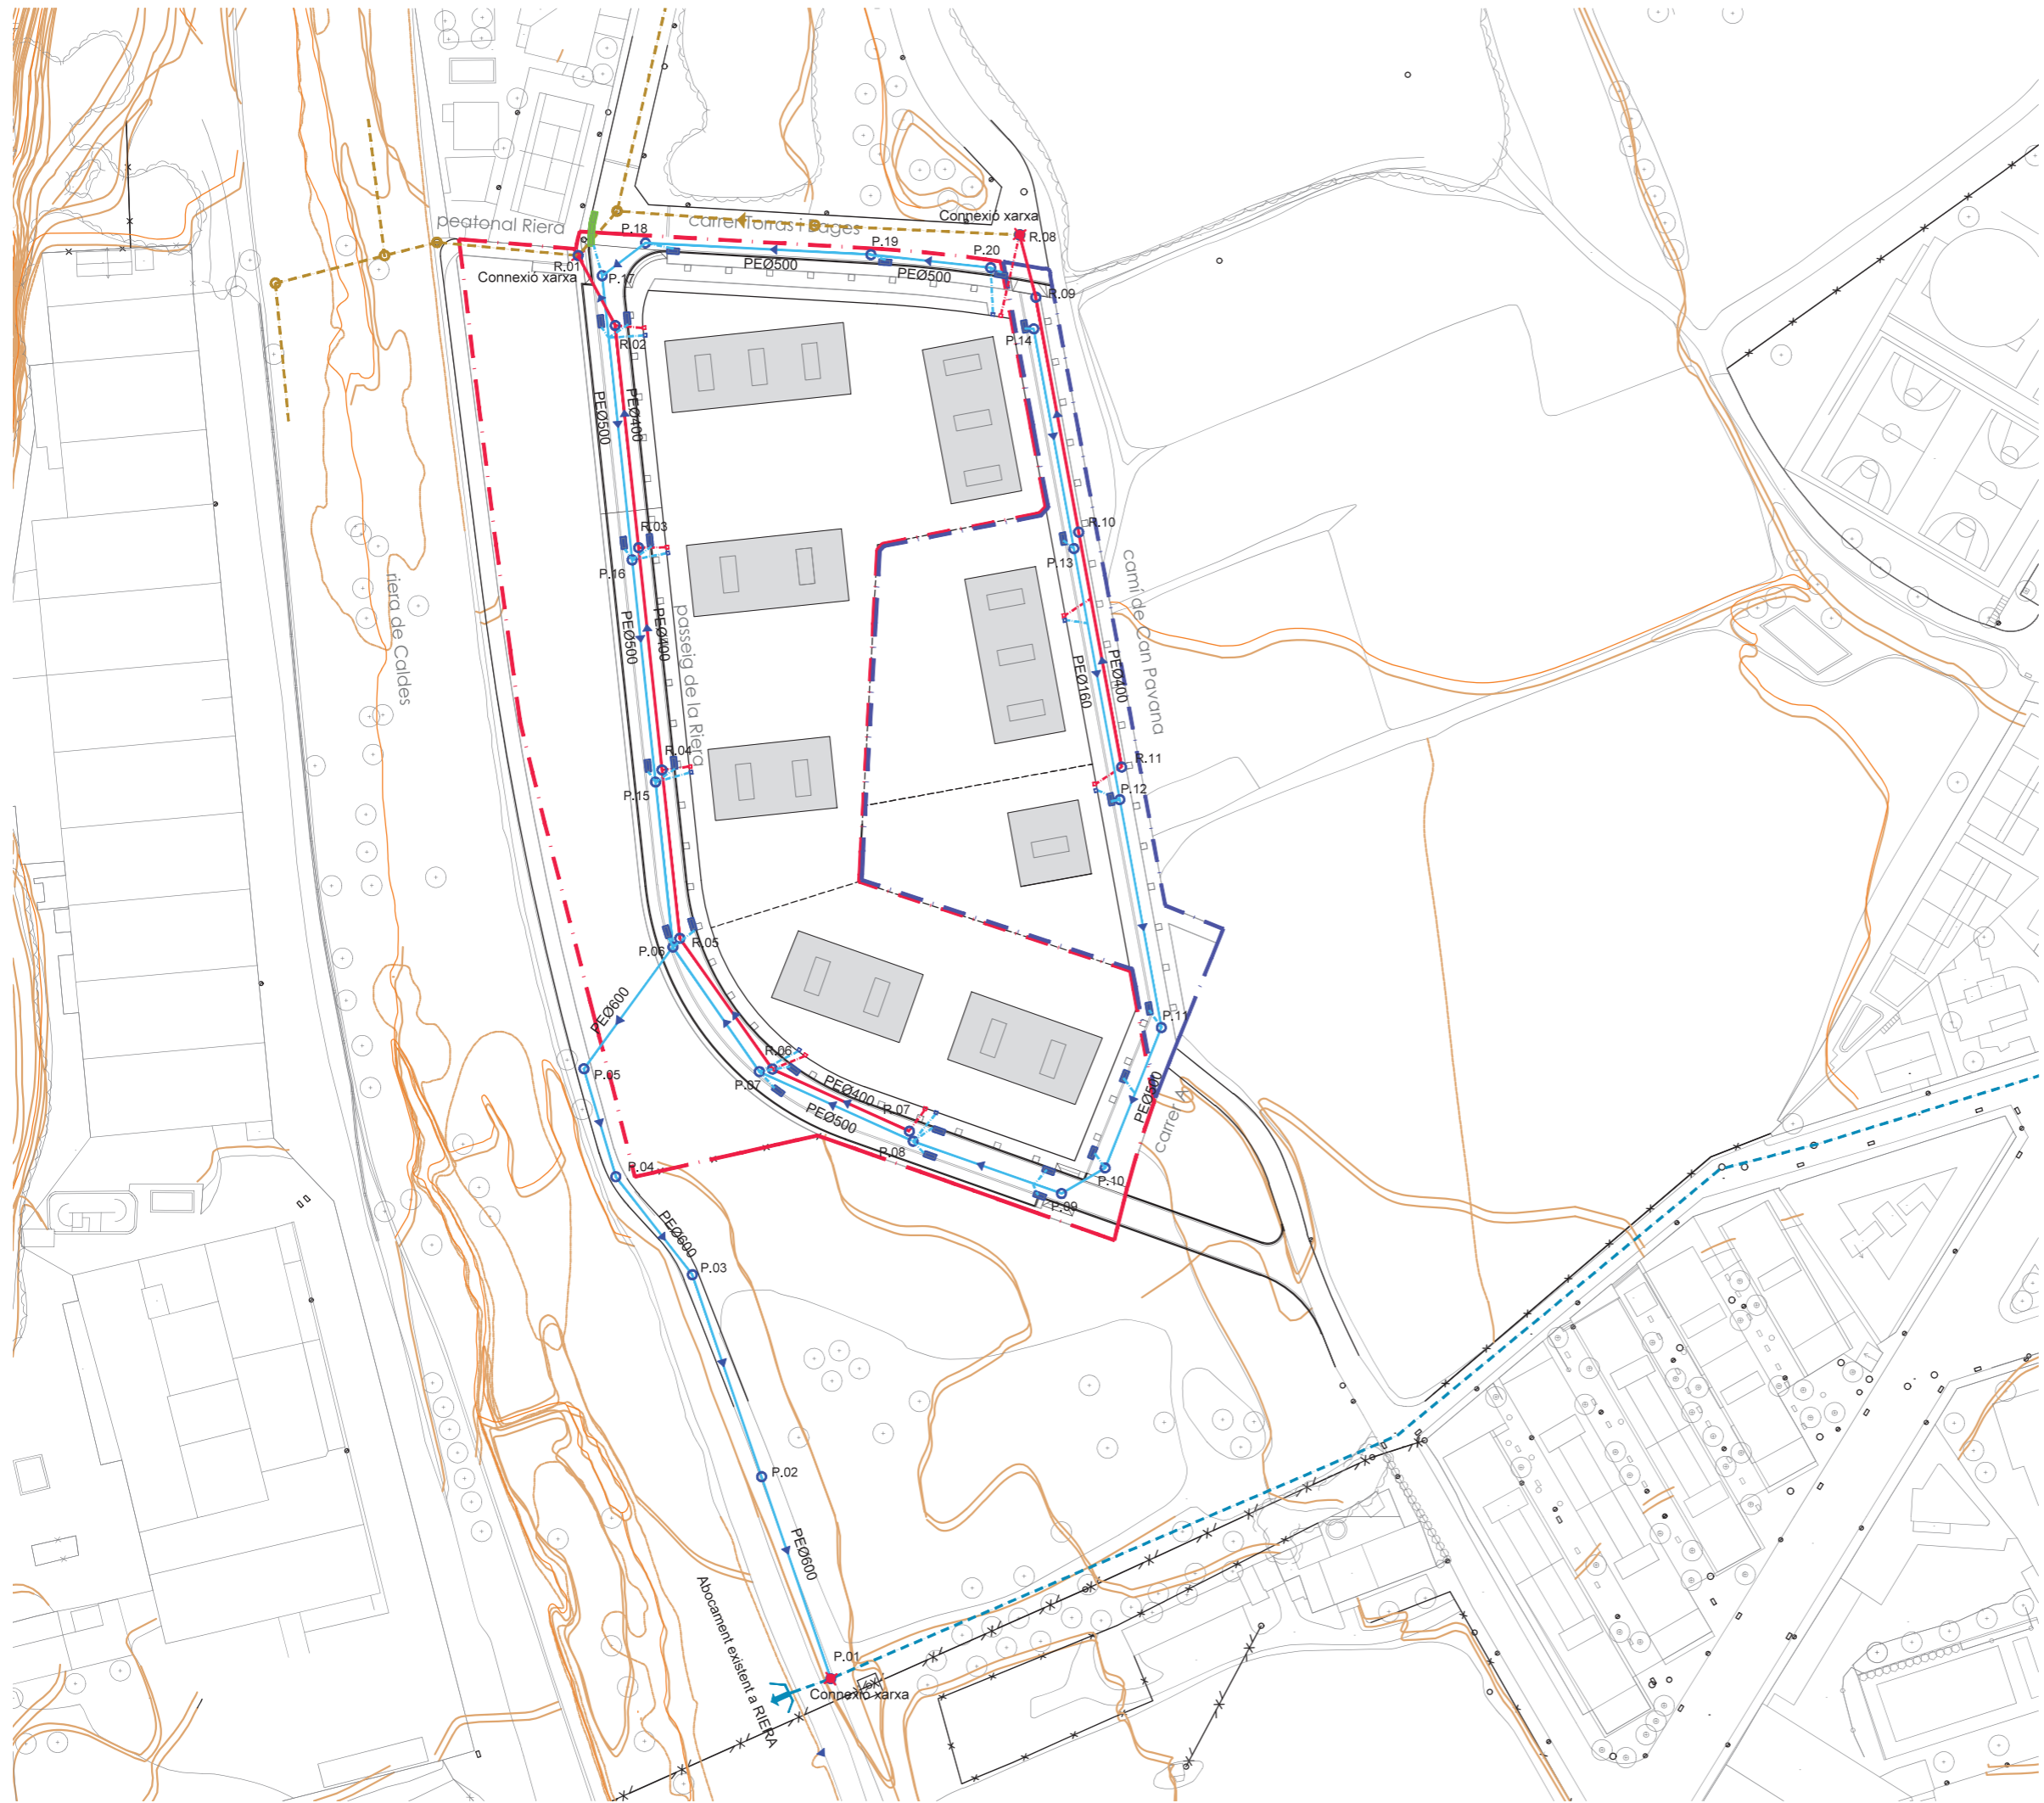 peatonal Riera
carrer Torras i Bages
Connexió xarxa
P.18
P.19
P.20
R.08
R.01
Connexió xarxa
P.17
PEØ500
PEØ500
R.09
R.02
P.14
PEØ500
PEØ400
R.03
P.16
R.10
P.13
camí de Can Pavana
riera de Caldes
PEØ500
PEØ400
passeig de la Riera
PEØ160
PEØ400
R.04
P.15
R.11
P.12
R.05
P.06
PEØ600
P.11
P.05
R.06
P.07
PEØ400
PEØ500
R.07
P.08
PEØ500
carrer A
P.10
P.09
P.04
PEØ600
P.03
P.02
PEØ600
Abocament existent a RIERA
P.01
Connexió xarxa